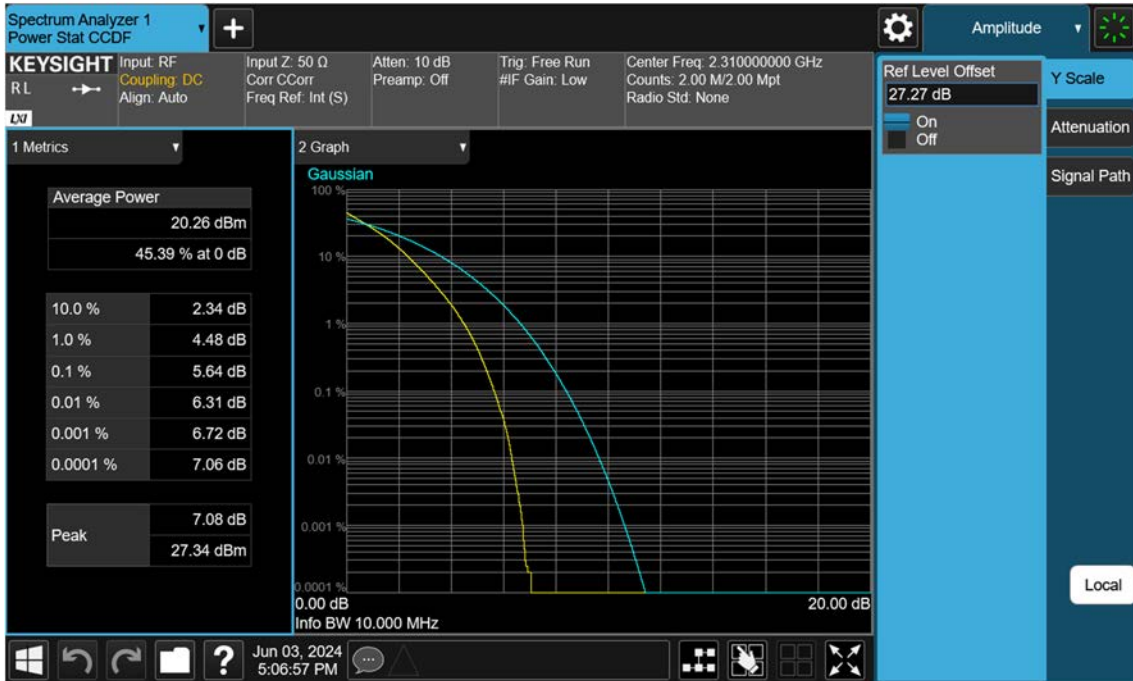 Spectrum Analyzer 1
Power Stat CCDF
+
Amplitude
KEYSIGHT
RL
LXI
Input: RF
Coupling: DC
Align: Auto
Input Z: 50 Ω
Corr CCorr
Freq Ref: Int (S)
Atten: 10 dB
Preamp: Off
Trig: Free Run
#IF Gain: Low
Center Freq: 2.310000000 GHz
Counts: 2.00 M/2.00 Mpt
Radio Std: None
Ref Level Offset
27.27 dB
On
Off
Y Scale
Attenuation
Signal Path
Local
1 Metrics
Average Power
20.26 dBm
45.39 % at 0 dB
10.0 % 2.34 dB
1.0 % 4.48 dB
0.1 % 5.64 dB
0.01 % 6.31 dB
0.001 % 6.72 dB
0.0001 % 7.06 dB
Peak
7.08 dB
27.34 dBm
2 Graph
Gaussian
100 %
10 %
1 %
0.1 %
0.01 %
0.001 %
0.0001 %
0.00 dB 20.00 dB
Info BW 10.000 MHz
?
Jun 03, 2024
5:06:57 PM